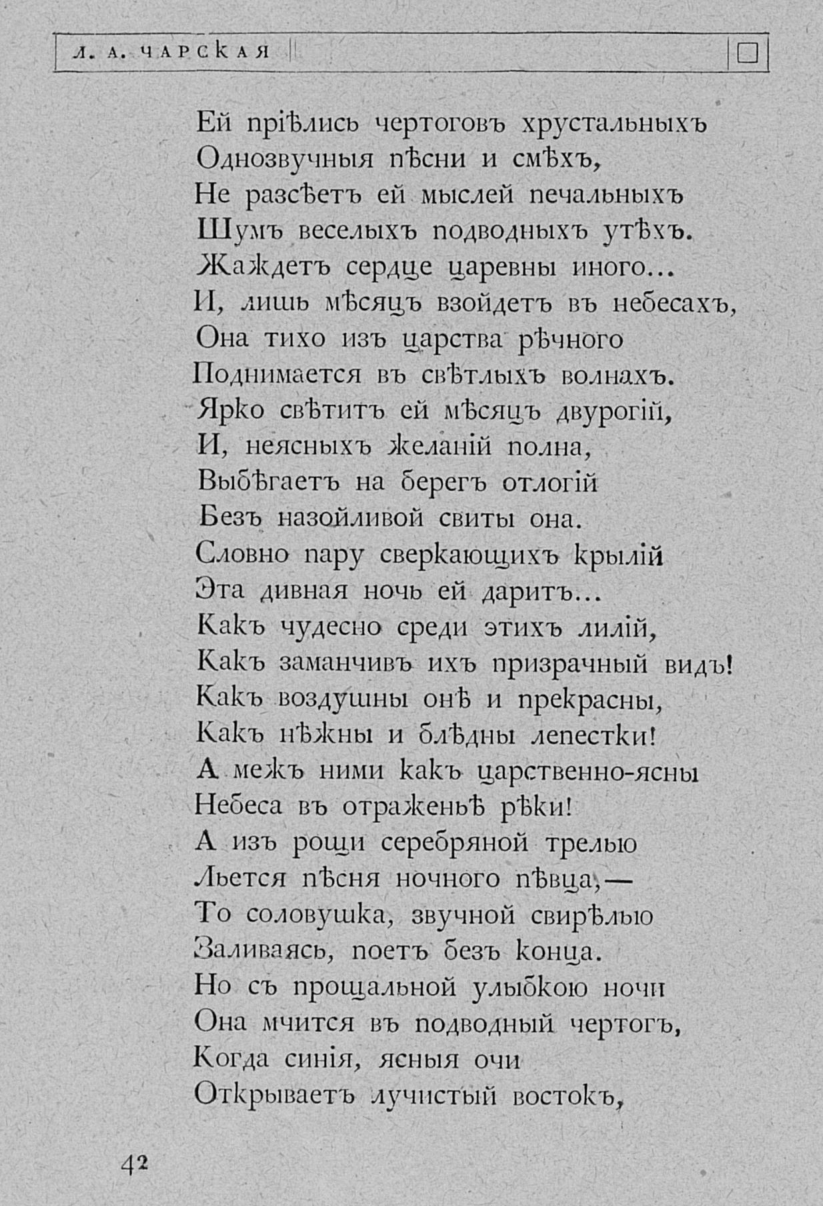 Л. А. ЧАРСКАЯ
Ей пріѣлись чертоговъ хрустальныхъ
Однозвучныя пѣсни и смѣхъ,
Не разсѣетъ ей мыслей печальныхъ
Шумъ веселыхъ подводныхъ утѣхъ.
Жаждетъ сердце царевны иного...
И, лишь мѣсяцъ взойдетъ въ небесахъ,
Она тихо изъ царства рѣчного
Поднимается въ свѣтлыхъ волнахъ.
Ярко свѣтитъ ей мѣсяцъ двурогій,
И, неясныхъ желаній полна,
Выбѣгаетъ на берегъ отлогій
Безъ назойливой свиты она.
Словно пару сверкающихъ крылій
Эта дивная ночь ей даритъ...
Какъ чудесно среди этихъ лилій,
Какъ заманчивъ ихъ призрачный видъ!
Какъ воздушны онѣ и прекрасны,
Какъ нѣжны и блѣдны лепестки!
А межъ ними какъ царственно-ясны
Небеса въ отраженьѣ рѣки!
А изъ рощи серебряной трелью
Льется пѣсня ночного пѣвца,—
То соловушка, звучной свирѣлью
Заливаясь, поетъ безъ конца.
Но съ прощальной улыбкою ночи
Она мчится въ подводный чертогъ,
Когда синія, ясныя очи
Открываетъ лучистый востокъ,
42